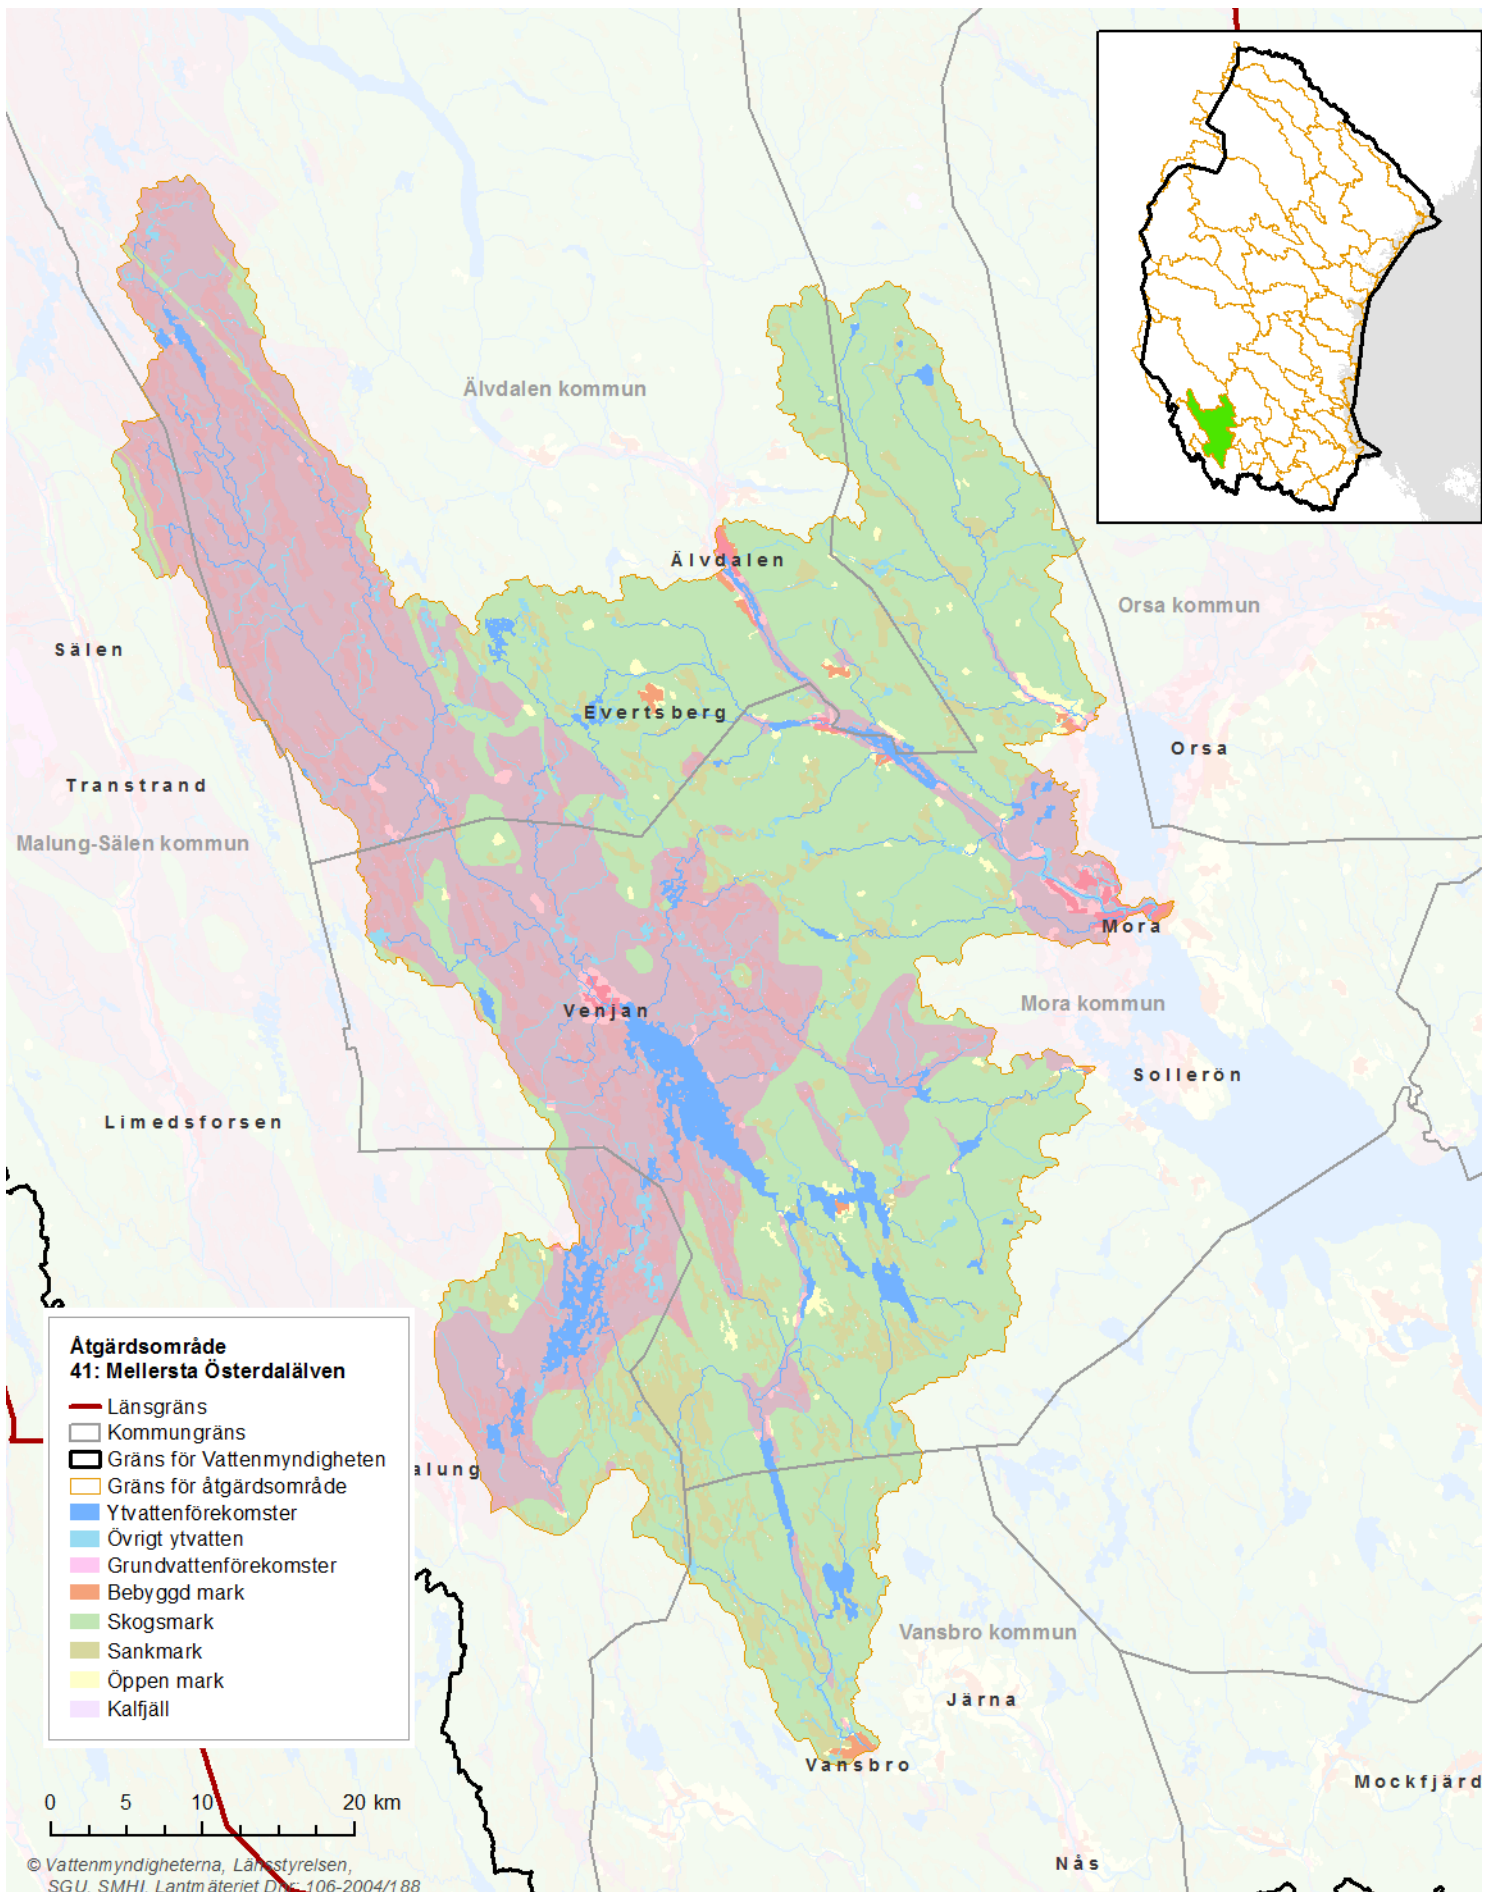 Älvdalen kommun
Älvdalen
Orsa kommun
Sälen
Evertsberg
Orsa
Transtrand
Malung-Sälen kommun
Mora
Mora kommun
Venjan
Sollerön
Limedsforsen
Åtgärdsområde
41: Mellersta Österdalälven
Länsgräns
Kommungräns
Gräns för Vattenmyndigheten
Gräns för åtgärdsområde
Ytvattenförekomster
Övrigt ytvatten
Grundvattenförekomster
Bebyggd mark
Skogsmark
Sankmark
Öppen mark
Kalfjäll
alung
Vansbro kommun
Järna
Vansbro
Mockfjärd
0 5 10 20 km
Nås
© Vattenmyndigheterna, Länsstyrelsen,
SGU, SMHI, Lantmäteriet Dnr: 106-2004/188